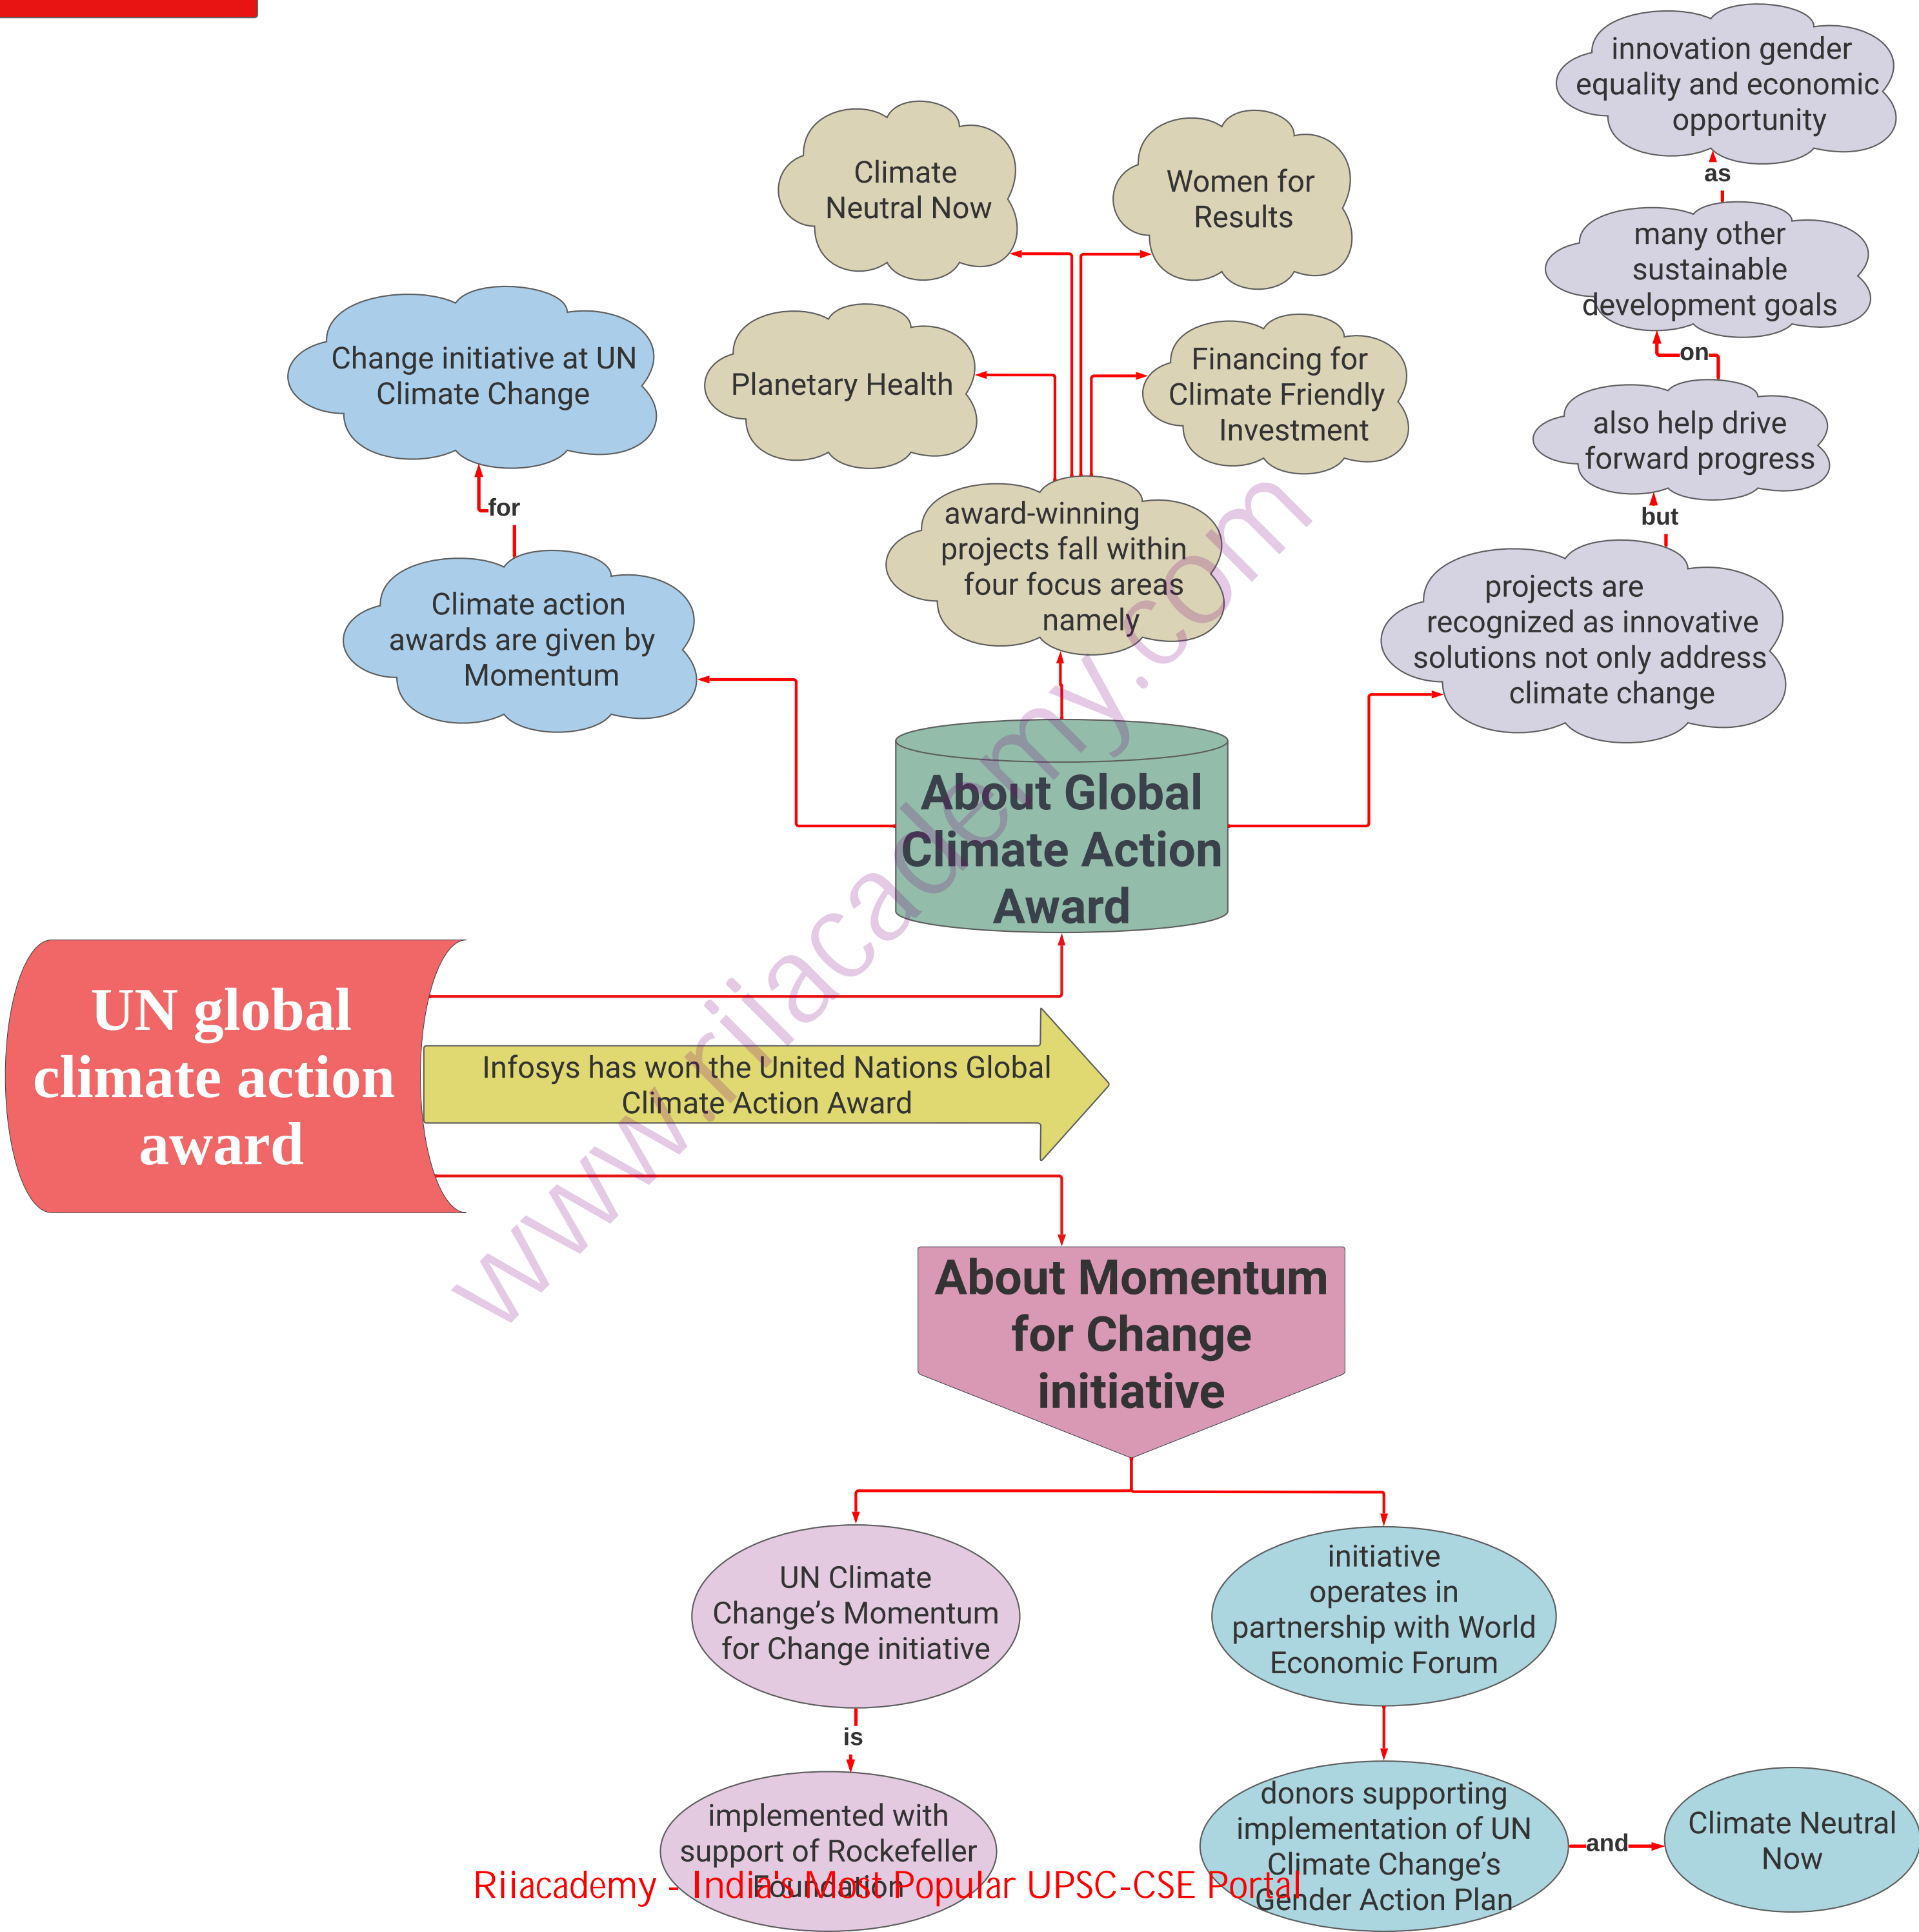 innovation gender
equality and economic
opportunity
as
many other
sustainable
development goals
on
also help drive
forward progress
but
projects are
recognized as innovative
solutions not only address
climate change
Climate
Neutral Now
Women for
Results
Planetary Health
Financing for
Climate Friendly
Investment
award-winning
projects fall within
four focus areas
namely
Change initiative at UN
Climate Change
for
Climate action
awards are given by
Momentum
About Global
Climate Action
Award
UN global
climate action
award
Infosys has won the United Nations Global
Climate Action Award
www.riiacademy.com
About Momentum
for Change
initiative
UN Climate
Change’s Momentum
for Change initiative
is
implemented with
support of Rockefeller
Foundation
initiative
operates in
partnership with World
Economic Forum
donors supporting
implementation of UN
Climate Change’s
Gender Action Plan
and
Climate Neutral
Now
Riiacademy - India's Most Popular UPSC-CSE Portal